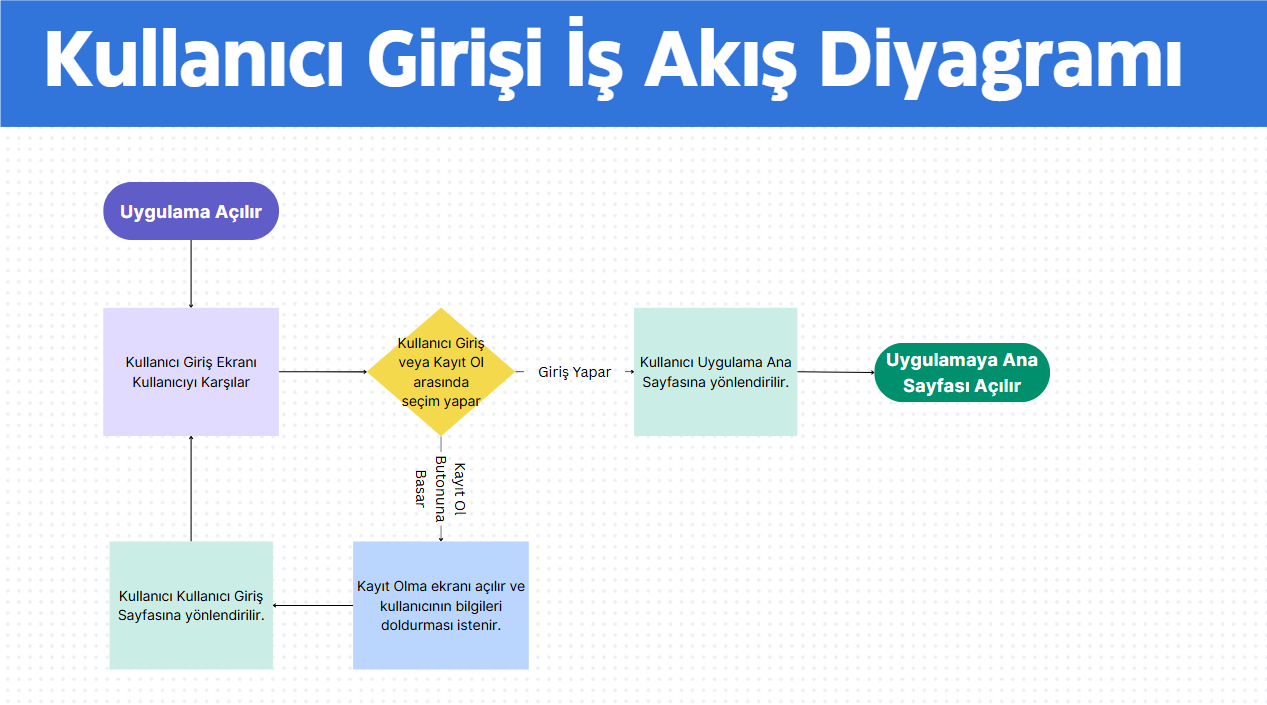 Kullanıcı Girişi İş Akış Diyagramı
Uygulama Açılır
Kullanıcı Giriş Ekranı
Kullanıcıyı Karşılar
Kullanıcı Giriş
veya Kayıt Ol
arasında
seçim yapar
Giriş Yapar
Kullanıcı Uygulama Ana
Sayfasına yönlendirilir.
Uygulamaya Ana
Sayfası Açılır
Kayıt Ol
Butonuna
Basar
Kayıt Olma ekranı açılır ve
kullanıcının bilgileri
doldurması istenir.
Kullanıcı Kullanıcı Giriş
Sayfasına yönlendirilir.